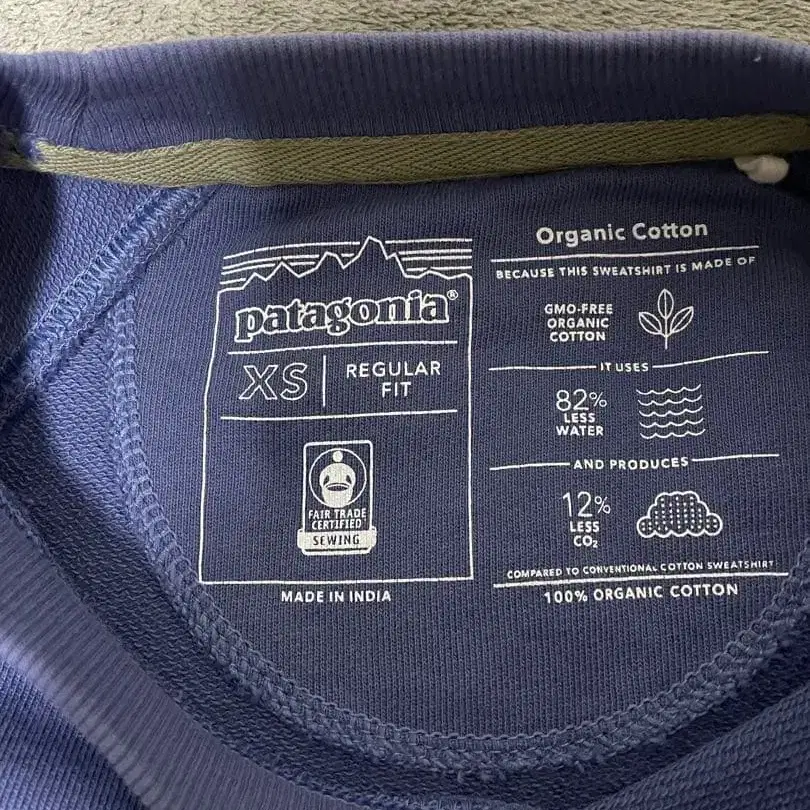 patagonia®
XS
REGULAR
FIT
FAIR TRADE
CERTIFIED
SEWING
MADE IN INDIA
Organic Cotton
BECAUSE THIS SWEATSHIRT IS MADE OF
GMO-FREE
ORGANIC
COTTON
IT USES
82%
LESS
WATER
AND PRODUCES
12%
LESS
CO₂
COMPARED TO CONVENTIONAL COTTON SWEATSHIRT
100% ORGANIC COTTON